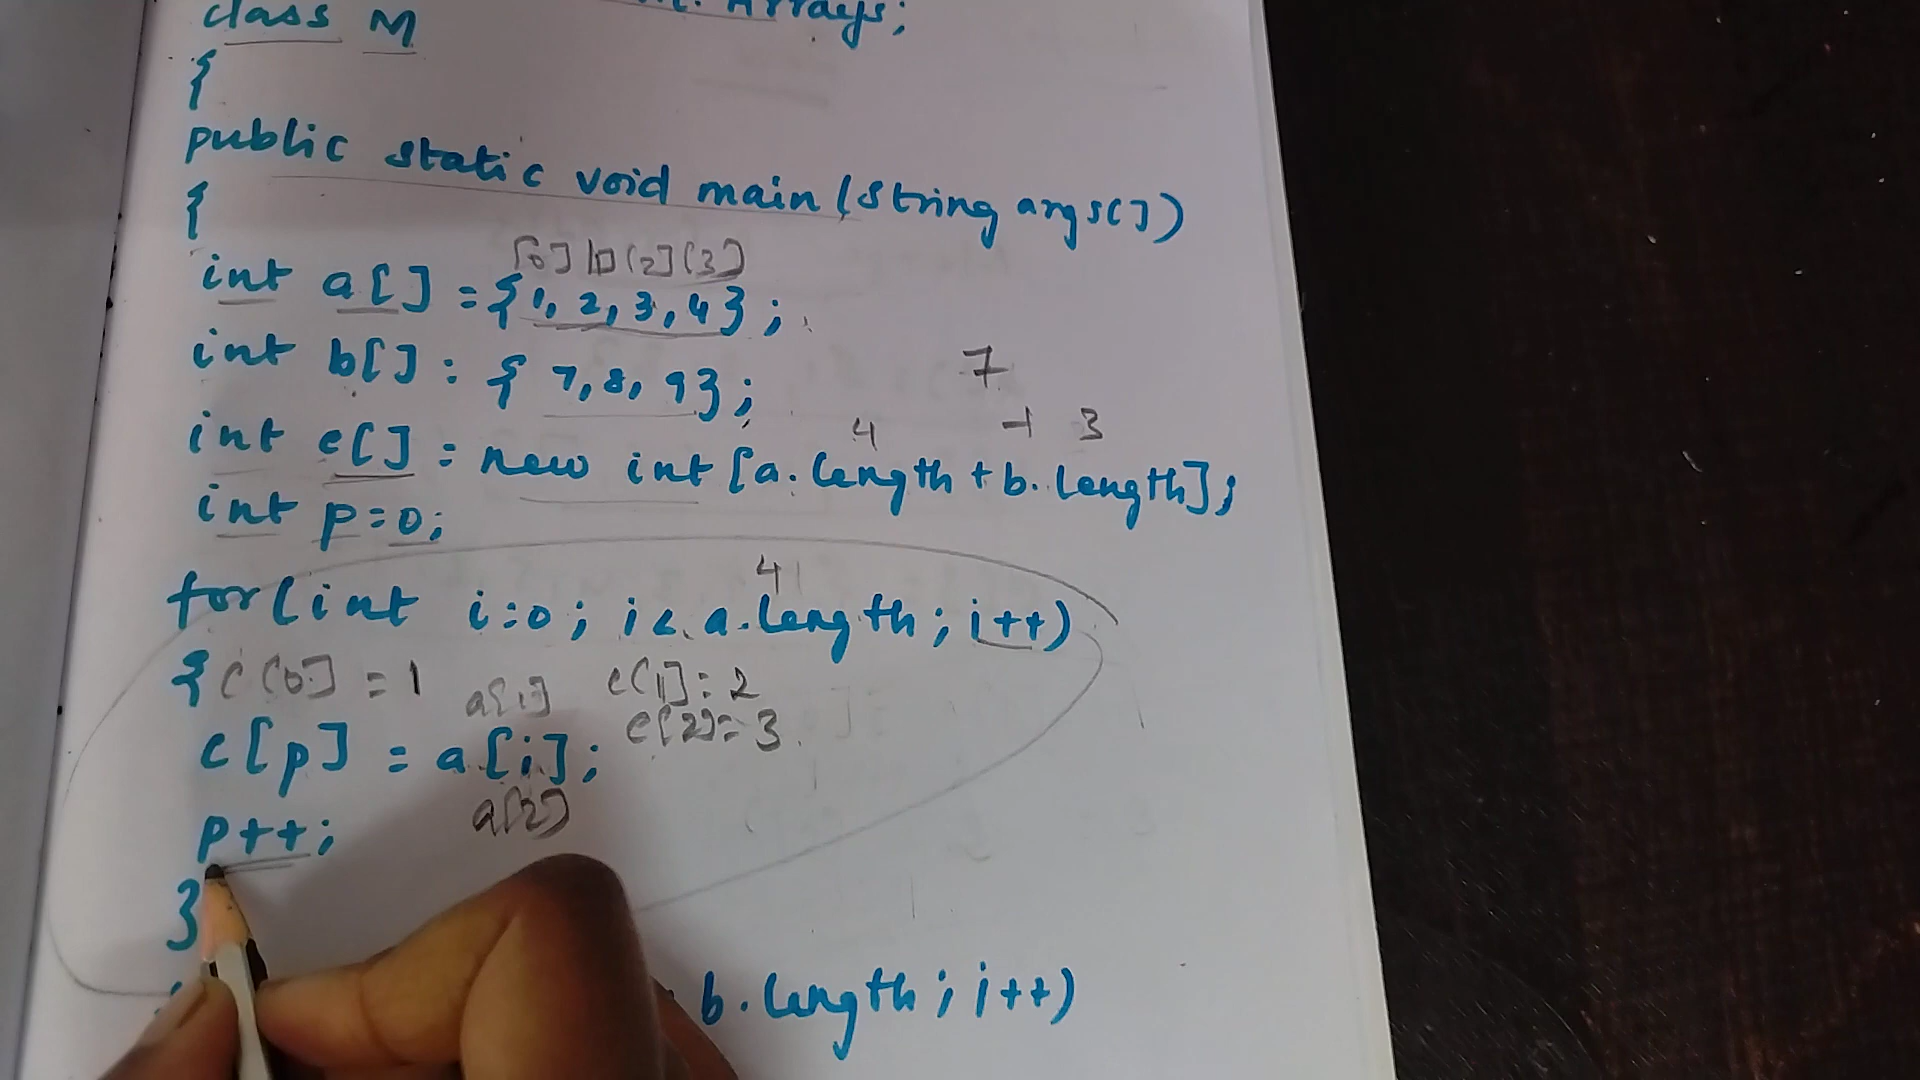 Arrays;
class M
{
public static void main(String args[])
{
[0] [1] [2] [3]
int a[] = {1, 2, 3, 4};
int b[] = { 7, 8, 9};
7
4 + 3
int c[] = new int [a.length + b.length];
int p=0;
4
for(int i=0; i< a.length; i++)
{ c[0] = 1 a[1] c[1]=2
c[2]=3
c[p] = a[i];
a[2]
p++;
}
b.length; i++)